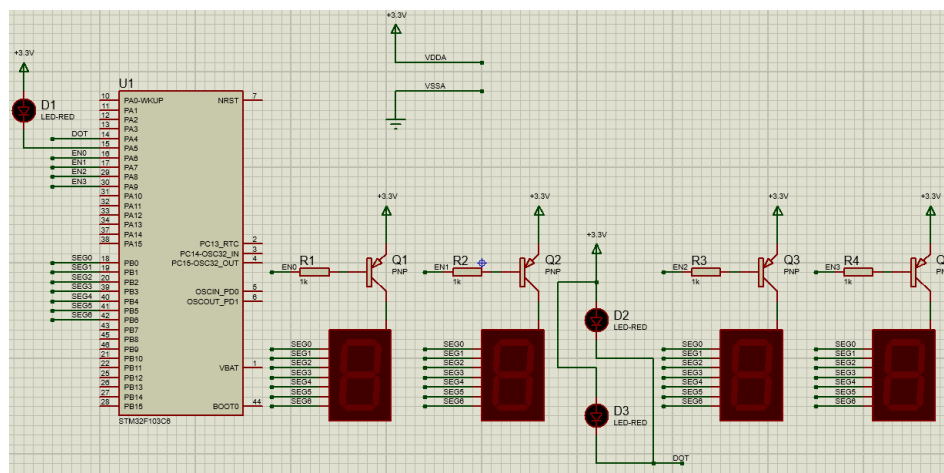 +3.3V
VDDA
VSSA
+3.3V
D1
LED-RED
U1
10 PA0-WKUP
11 PA1
12 PA2
13 PA3
DOT 14 PA4
15 PA5
EN0 16 PA6
EN1 17 PA7
EN2 29 PA8
EN3 30 PA9
31 PA10
32 PA11
33 PA12
34 PA13
37 PA14
38 PA15
SEG0 18 PB0
SEG1 19 PB1
SEG2 20 PB2
SEG3 39 PB3
SEG4 40 PB4
SEG5 41 PB5
SEG6 42 PB6
43 PB7
45 PB8
46 PB9
21 PB10
22 PB11
25 PB12
26 PB13
27 PB14
28 PB15
NRST 7
PC13_RTC 2
PC14-OSC32_IN 3
PC15-OSC32_OUT 4
OSCIN_PD0 5
OSCOUT_PD1 6
VBAT 1
BOOT0 44
STM32F103C6
+3.3V
EN0
R1
1k
Q1
PNP
SEG0
SEG1
SEG2
SEG3
SEG4
SEG5
SEG6
+3.3V
EN1
R2
1k
Q2
PNP
SEG0
SEG1
SEG2
SEG3
SEG4
SEG5
SEG6
+3.3V
D2
LED-RED
D3
LED-RED
DOT
+3.3V
EN2
R3
1k
Q3
PNP
SEG0
SEG1
SEG2
SEG3
SEG4
SEG5
SEG6
+3.3V
EN3
R4
1k
Q
PNP
SEG0
SEG1
SEG2
SEG3
SEG4
SEG5
SEG6